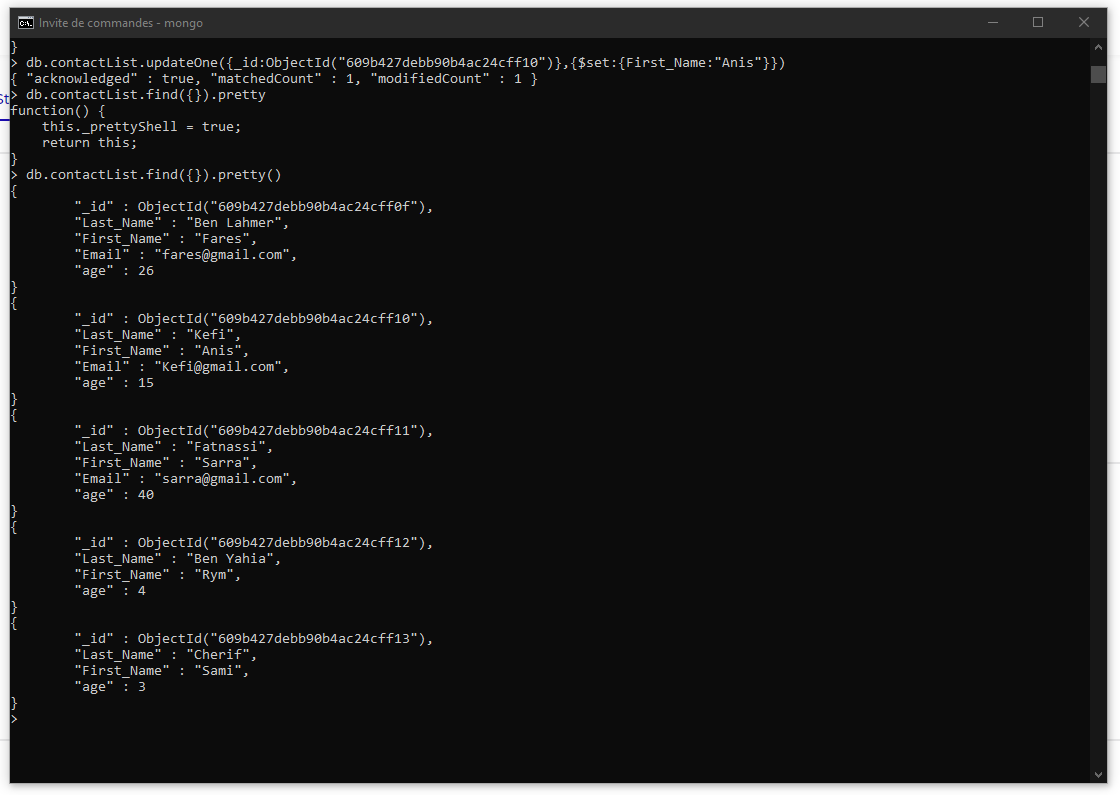 Invite de commandes - mongo
}
> db.contactList.updateOne({_id:ObjectId("609b427debb90b4ac24cff10")},{$set:{First_Name:"Anis"}})
{ "acknowledged" : true, "matchedCount" : 1, "modifiedCount" : 1 }
> db.contactList.find({}).pretty
function() {
    this._prettyShell = true;
    return this;
}
> db.contactList.find({}).pretty()
{
        "_id" : ObjectId("609b427debb90b4ac24cff0f"),
        "Last_Name" : "Ben Lahmer",
        "First_Name" : "Fares",
        "Email" : "fares@gmail.com",
        "age" : 26
}
{
        "_id" : ObjectId("609b427debb90b4ac24cff10"),
        "Last_Name" : "Kefi",
        "First_Name" : "Anis",
        "Email" : "Kefi@gmail.com",
        "age" : 15
}
{
        "_id" : ObjectId("609b427debb90b4ac24cff11"),
        "Last_Name" : "Fatnassi",
        "First_Name" : "Sarra",
        "Email" : "sarra@gmail.com",
        "age" : 40
}
{
        "_id" : ObjectId("609b427debb90b4ac24cff12"),
        "Last_Name" : "Ben Yahia",
        "First_Name" : "Rym",
        "age" : 4
}
{
        "_id" : ObjectId("609b427debb90b4ac24cff13"),
        "Last_Name" : "Cherif",
        "First_Name" : "Sami",
        "age" : 3
}
>